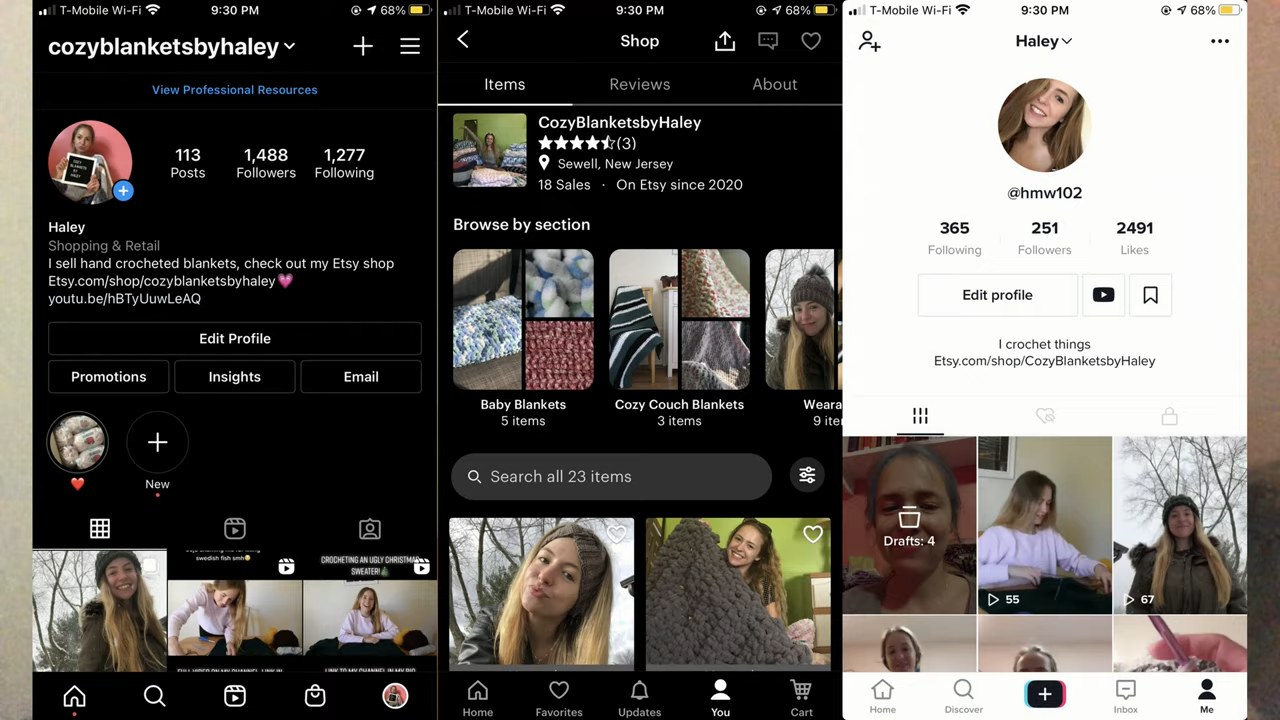 T-Mobile Wi-Fi 9:30 PM 68%
cozyblanketsbyhaley
View Professional Resources
113 1,488 1,277
Posts Followers Following
Haley
Shopping & Retail
I sell hand crocheted blankets, check out my Etsy shop
Etsy.com/shop/cozyblanketsbyhaley💗
youtu.be/hBTyUuwLeAQ
Edit Profile
Promotions Insights Email
❤️ New
swedish fish smh😂
CROCHETING AN UGLY CHRISTMAS
SWEATER!🎄
T-Mobile Wi-Fi 9:30 PM 68%
Shop
Items Reviews About
CozyBlanketsbyHaley
(3)
Sewell, New Jersey
18 Sales · On Etsy since 2020
Browse by section
Baby Blankets Cozy Couch Blankets Weara
5 items 3 items 9 iter
Search all 23 items
Home Favorites Updates You Cart
T-Mobile Wi-Fi 9:30 PM 68%
Haley
@hmw102
365 251 2491
Following Followers Likes
Edit profile
I crochet things
Etsy.com/shop/CozyBlanketsbyHaley
Drafts: 4
55 67
Home Discover Inbox Me